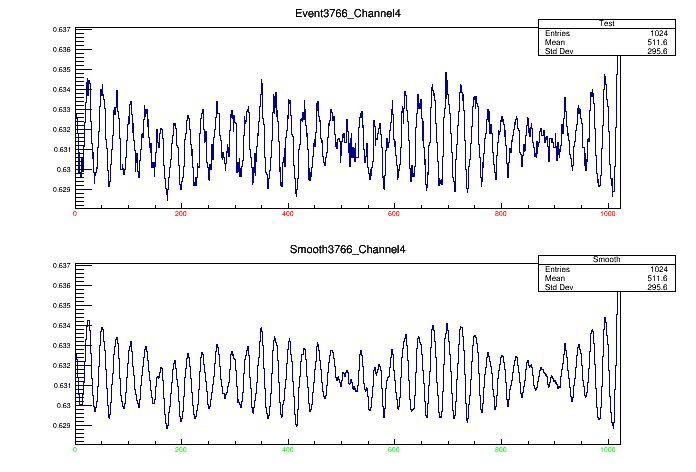 Event3766_Channel4
Test
Entries 1024
Mean 511.6
Std Dev 295.6
0.637
0.636
0.635
0.634
0.633
0.632
0.631
0.63
0.629
0 200 400 600 800 1000
Smooth3766_Channel4
Smooth
Entries 1024
Mean 511.6
Std Dev 295.6
0.637
0.636
0.635
0.634
0.633
0.632
0.631
0.63
0.629
0 200 400 600 800 1000